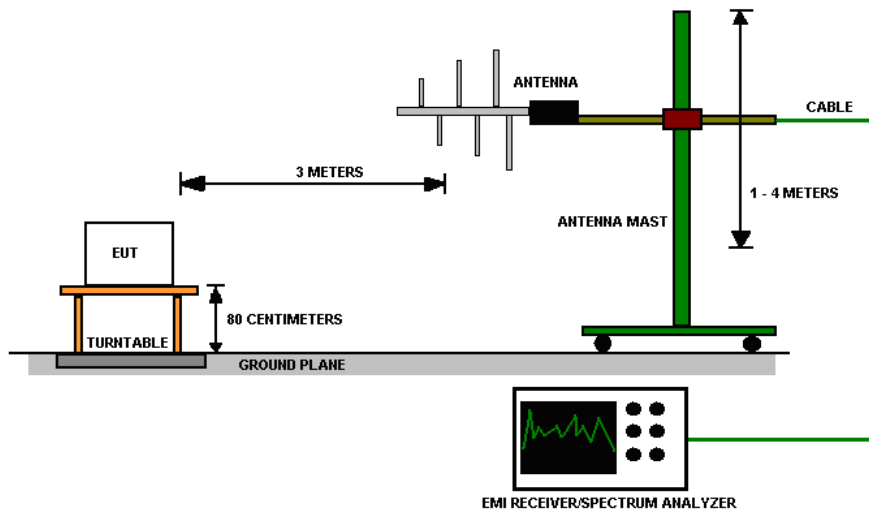 ANTENNA
CABLE
3 METERS
1 - 4 METERS
ANTENNA MAST
EUT
80 CENTIMETERS
TURNTABLE
GROUND PLANE
EMI RECEIVER/SPECTRUM ANALYZER